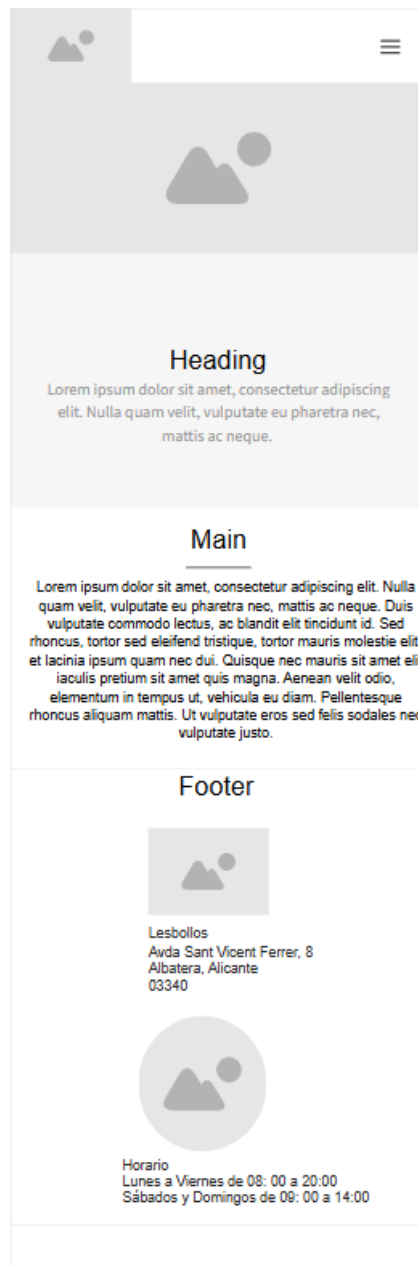 Heading
Lorem ipsum dolor sit amet, consectetur adipiscing
elit. Nulla quam velit, vulputate eu pharetra nec,
mattis ac neque.
Main
Lorem ipsum dolor sit amet, consectetur adipiscing elit. Nulla
quam velit, vulputate eu pharetra nec, mattis ac neque. Duis
vulputate commodo lectus, ac blandit elit tincidunt id. Sed
rhoncus, tortor sed eleifend tristique, tortor mauris molestie elit
et lacinia ipsum quam nec dui. Quisque nec mauris sit amet eli
iaculis pretium sit amet quis magna. Aenean velit odio,
elementum in tempus ut, vehicula eu diam. Pellentesque
rhoncus aliquam mattis. Ut vulputate eros sed felis sodales nec
vulputate justo.
Footer
Lesbollos
Avda Sant Vicent Ferrer, 8
Albatera, Alicante
03340
Horario
Lunes a Viernes de 08: 00 a 20:00
Sábados y Domingos de 09: 00 a 14:00